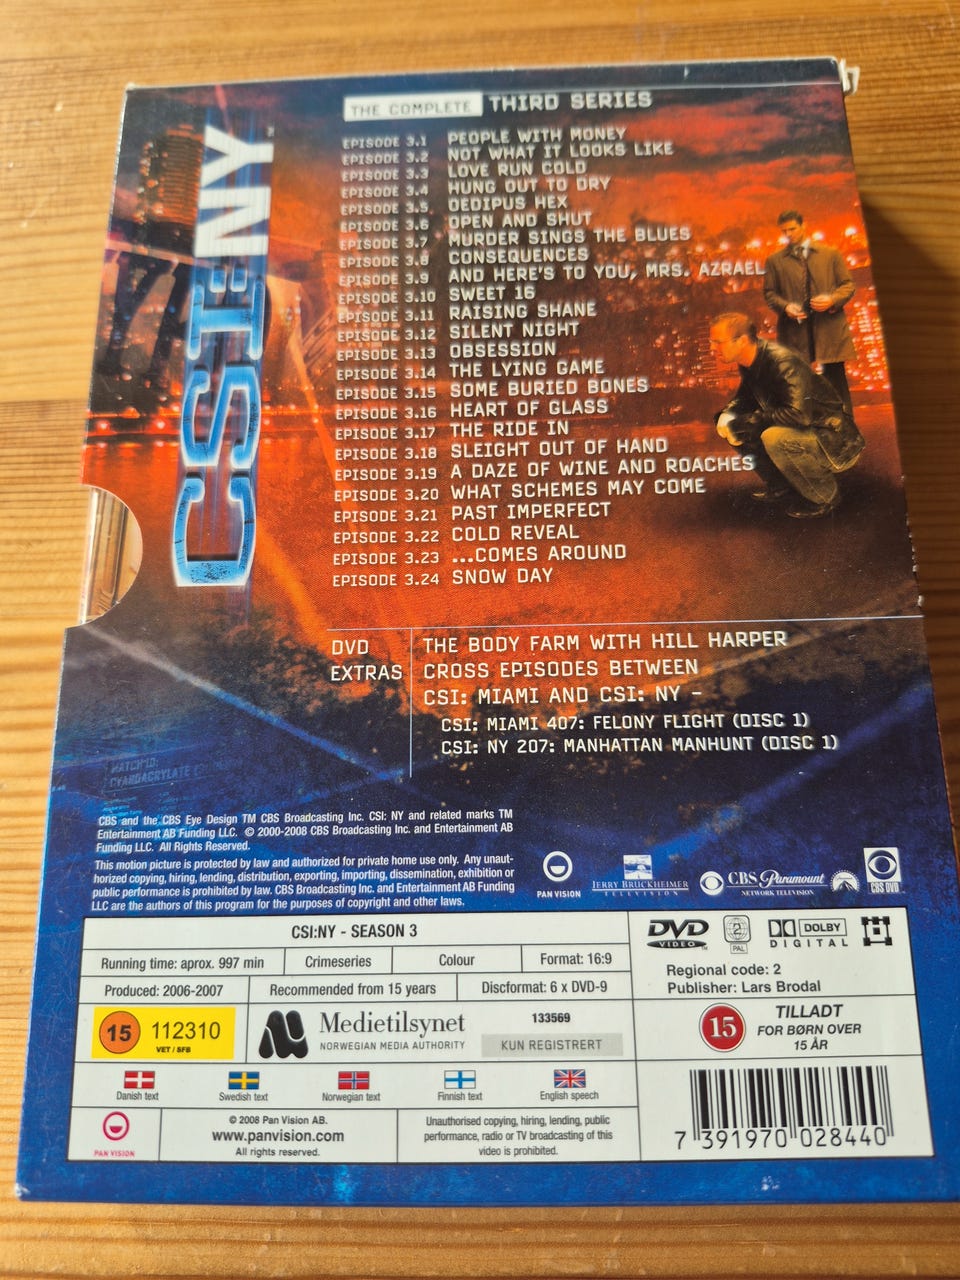 THE COMPLETE THIRD SERIES
EPISODE 3.1 PEOPLE WITH MONEY
EPISODE 3.2 NOT WHAT IT LOOKS LIKE
EPISODE 3.3 LOVE RUN COLD
EPISODE 3.4 HUNG OUT TO DRY
EPISODE 3.5 OEDIPUS HEX
EPISODE 3.6 OPEN AND SHUT
EPISODE 3.7 MURDER SINGS THE BLUES
EPISODE 3.8 CONSEQUENCES
EPISODE 3.9 AND HERE'S TO YOU, MRS. AZRAEL
EPISODE 3.10 SWEET 16
EPISODE 3.11 RAISING SHANE
EPISODE 3.12 SILENT NIGHT
EPISODE 3.13 OBSESSION
EPISODE 3.14 THE LYING GAME
EPISODE 3.15 SOME BURIED BONES
EPISODE 3.16 HEART OF GLASS
EPISODE 3.17 THE RIDE IN
EPISODE 3.18 SLEIGHT OUT OF HAND
EPISODE 3.19 A DAZE OF WINE AND ROACHES
EPISODE 3.20 WHAT SCHEMES MAY COME
EPISODE 3.21 PAST IMPERFECT
EPISODE 3.22 COLD REVEAL
EPISODE 3.23 ...COMES AROUND
EPISODE 3.24 SNOW DAY
CSI:NY™
DVD
EXTRAS
THE BODY FARM WITH HILL HARPER
CROSS EPISODES BETWEEN
CSI: MIAMI AND CSI: NY -
CSI: MIAMI 407: FELONY FLIGHT (DISC 1)
CSI: NY 207: MANHATTAN MANHUNT (DISC 1)
MATCH ID:
CYANOACRYLATE
CBS and the CBS Eye Design TM CBS Broadcasting Inc. CSI: NY and related marks TM
Entertainment AB Funding LLC. © 2000-2008 CBS Broadcasting Inc. and Entertainment AB
Funding LLC. All Rights Reserved.
This motion picture is protected by law and authorized for private home use only. Any unaut-
horized copying, hiring, lending, distribution, exporting, importing, dissemination, exhibition or
public performance is prohibited by law. CBS Broadcasting Inc. and Entertainment AB Funding
LLC are the authors of this program for the purposes of copyright and other laws.
PAN VISION
JERRY BRUCKHEIMER
TELEVISION
CBS Paramount
NETWORK TELEVISION
CBS DVD
CSI:NY - SEASON 3
Running time: aprox. 997 min
Crimeseries
Colour
Format: 16:9
Produced: 2006-2007
Recommended from 15 years
Discformat: 6 x DVD-9
DVD VIDEO™
2
PAL
DOLBY
DIGITAL
Regional code: 2
Publisher: Lars Brodal
15 112310
VET / SFB
Medietilsynet
NORWEGIAN MEDIA AUTHORITY
133569
KUN REGISTRERT
15
TILLADT
FOR BØRN OVER
15 ÅR
Danish text
Swedish text
Norwegian text
Finnish text
English speech
PAN VISION
© 2008 Pan Vision AB.
www.panvision.com
All rights reserved.
Unauthorised copying, hiring, lending, public
performance, radio or TV broadcasting of this
video is prohibited.
7 391970 028440